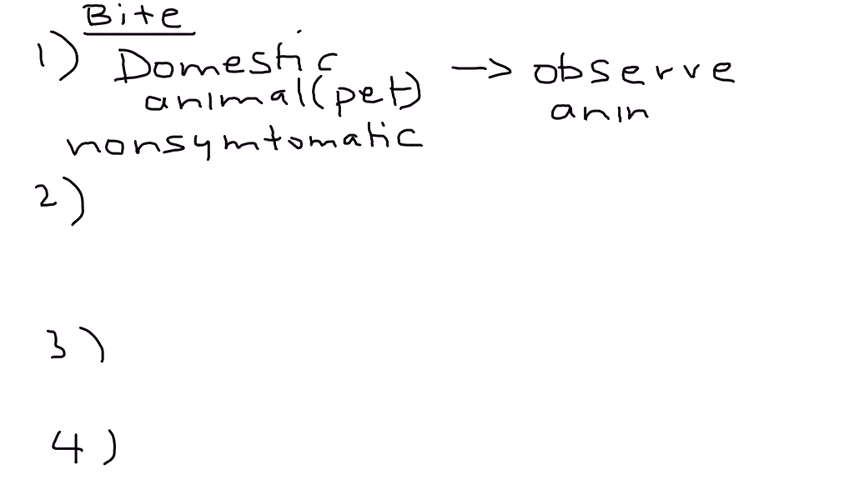 Bite
1) Domestic → observe
animal(pet) anin
nonsymtomatic
2)
3)
4)